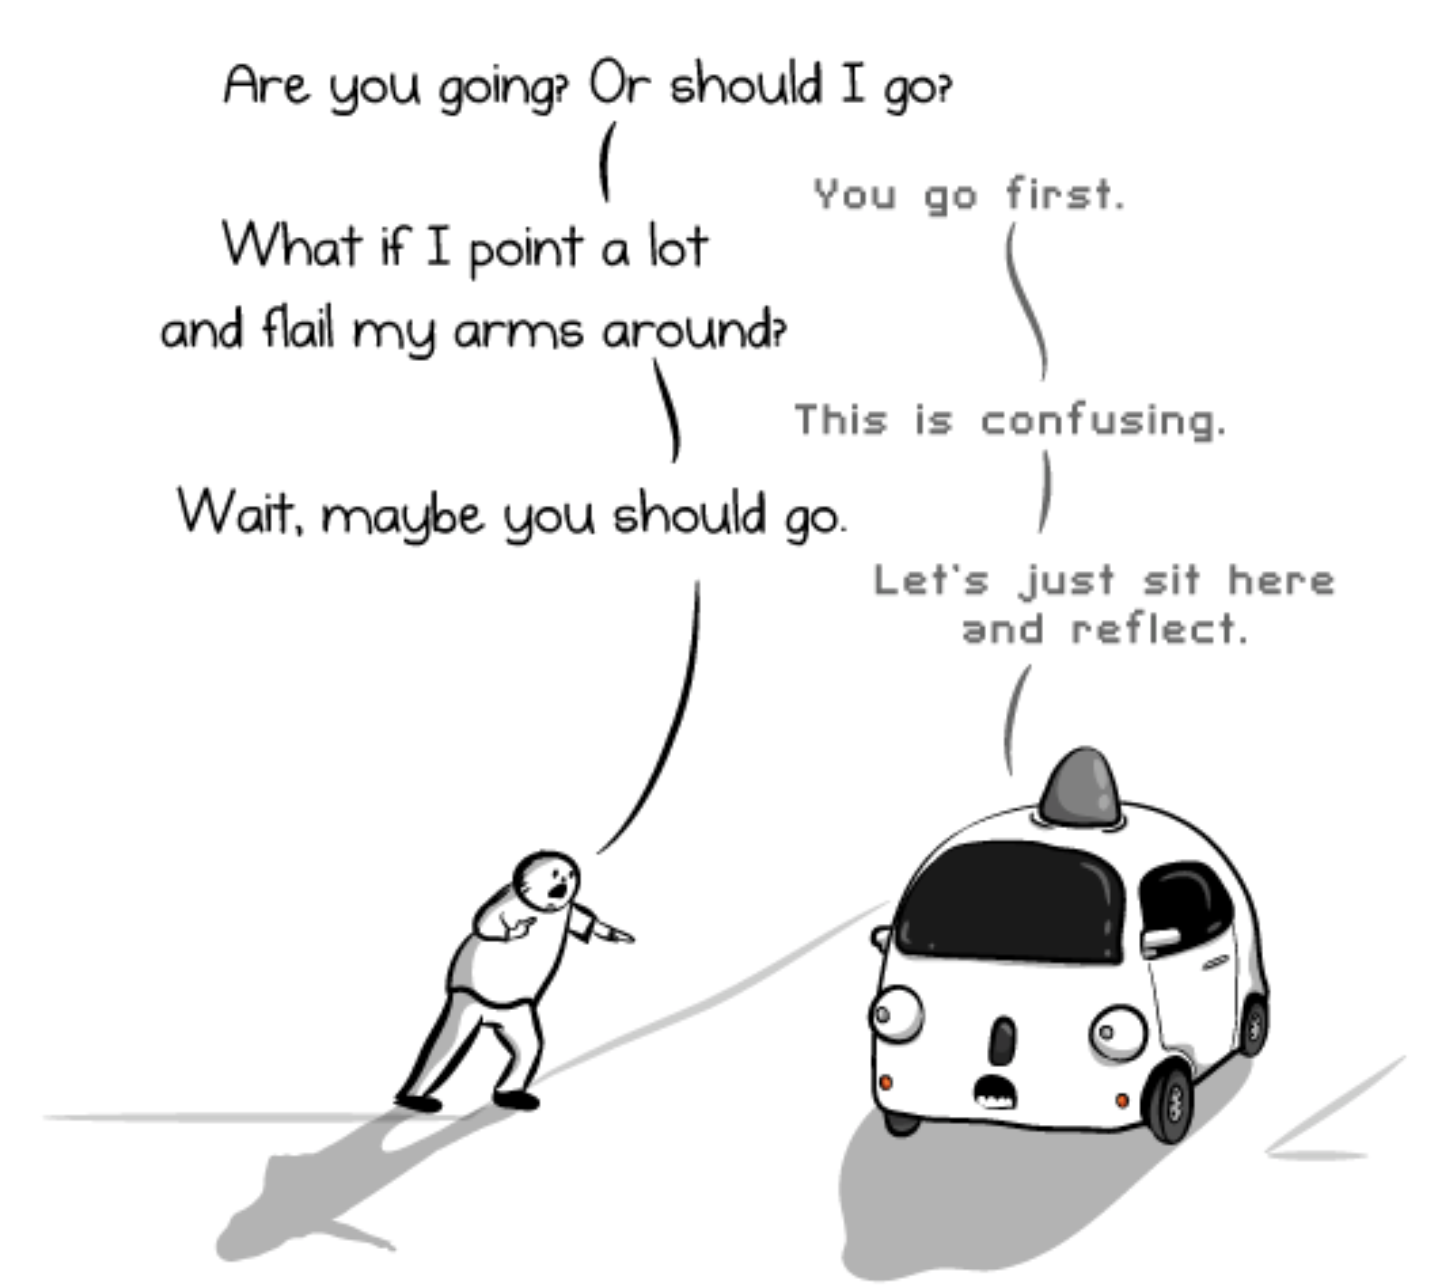 Are you going? Or should I go?
You go first.
What if I point a lot
and flail my arms around?
This is confusing.
Wait, maybe you should go.
Let's just sit here
and reflect.